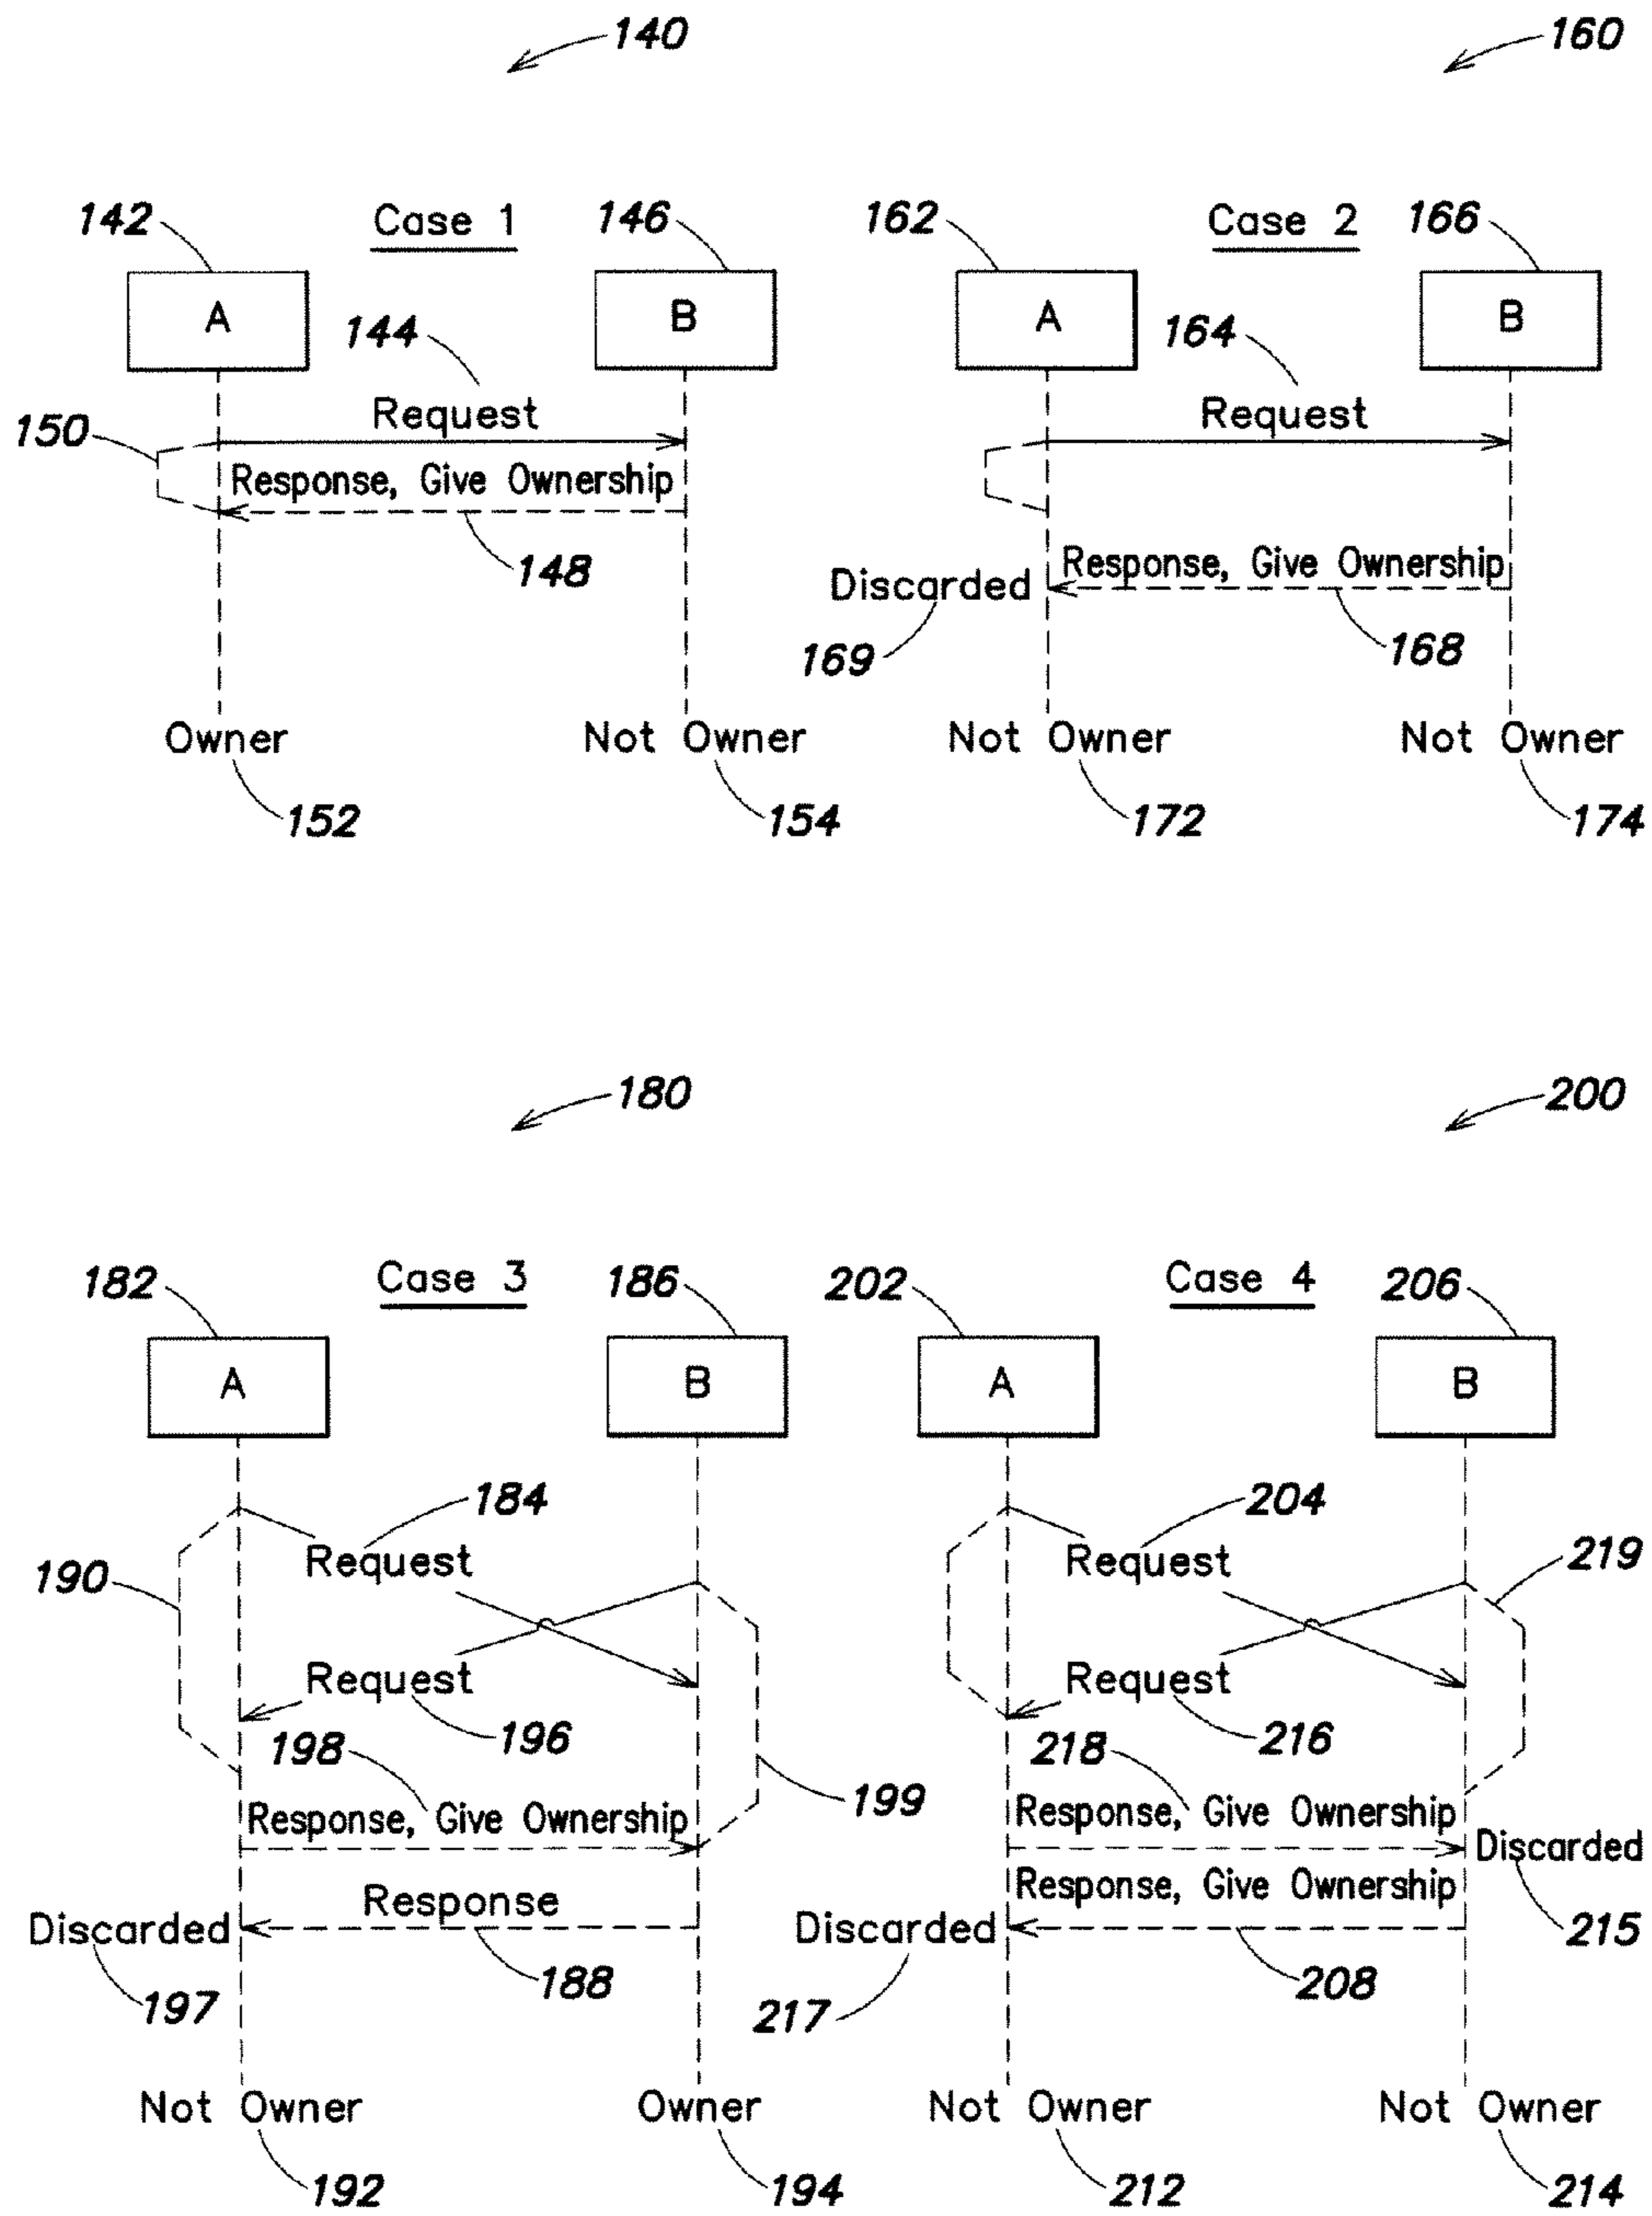 140 160
142 Case 1 146 162 Case 2 166
A B A B
144 164
Request Request
150
Response, Give Ownership
148
Response, Give Ownership
Discarded
169 168
Owner Not Owner Not Owner Not Owner
152 154 172 174
180 200
182 Case 3 186 202 Case 4 206
A B A B
184 204
Request Request
190 219
Request Request
196 216
198 218
199
Response, Give Ownership Response, Give Ownership
Discarded
Response Response, Give Ownership
Discarded Discarded
215
188 208
197 217
Not Owner Owner Not Owner Not Owner
192 194 212 214